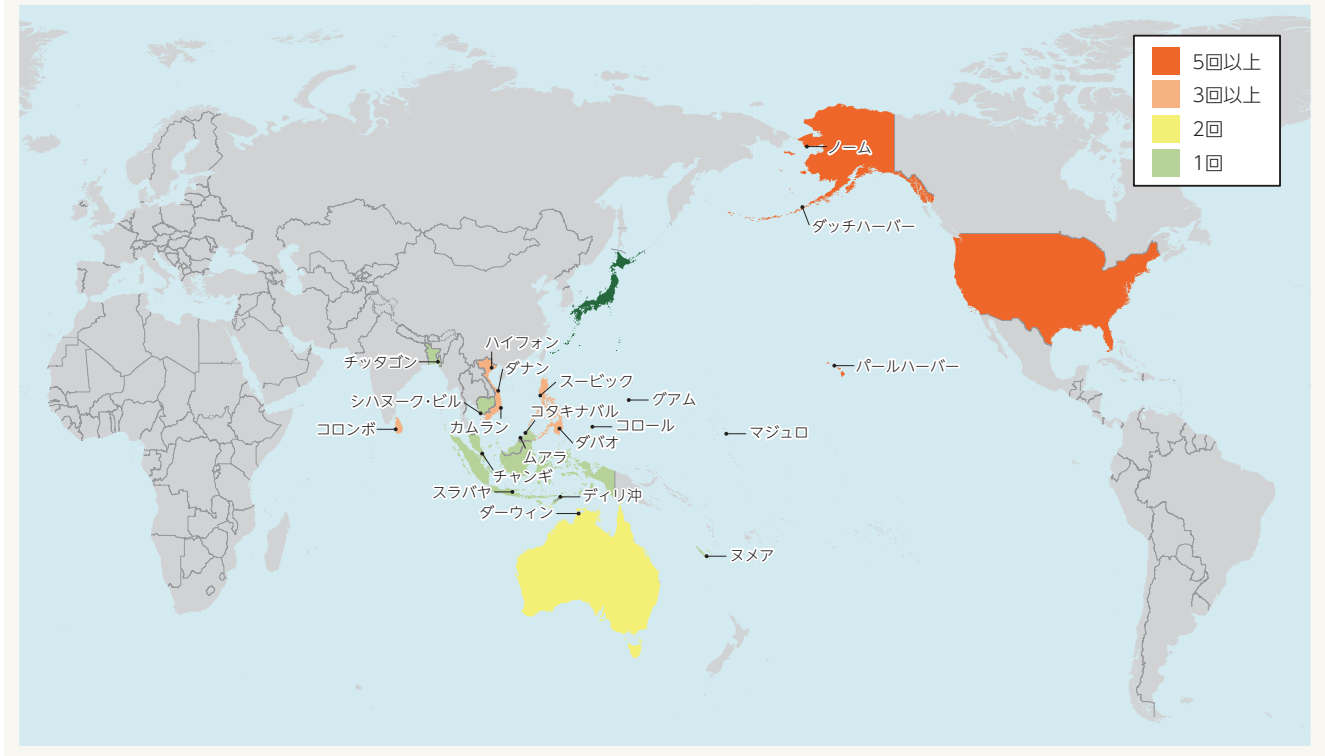 5回以上
3回以上
2回
1回
ノーム
ダッチハーバー
ハイフォン
チッタゴン
ダナン
パールハーバー
スービック
シハヌーク・ビル
グアム
コタキナバル
コロンボ
カムラン
コロール
マジュロ
ダバオ
ムアラ
チャンギ
スラバヤ
ディリ沖
ダーウィン
ヌメア